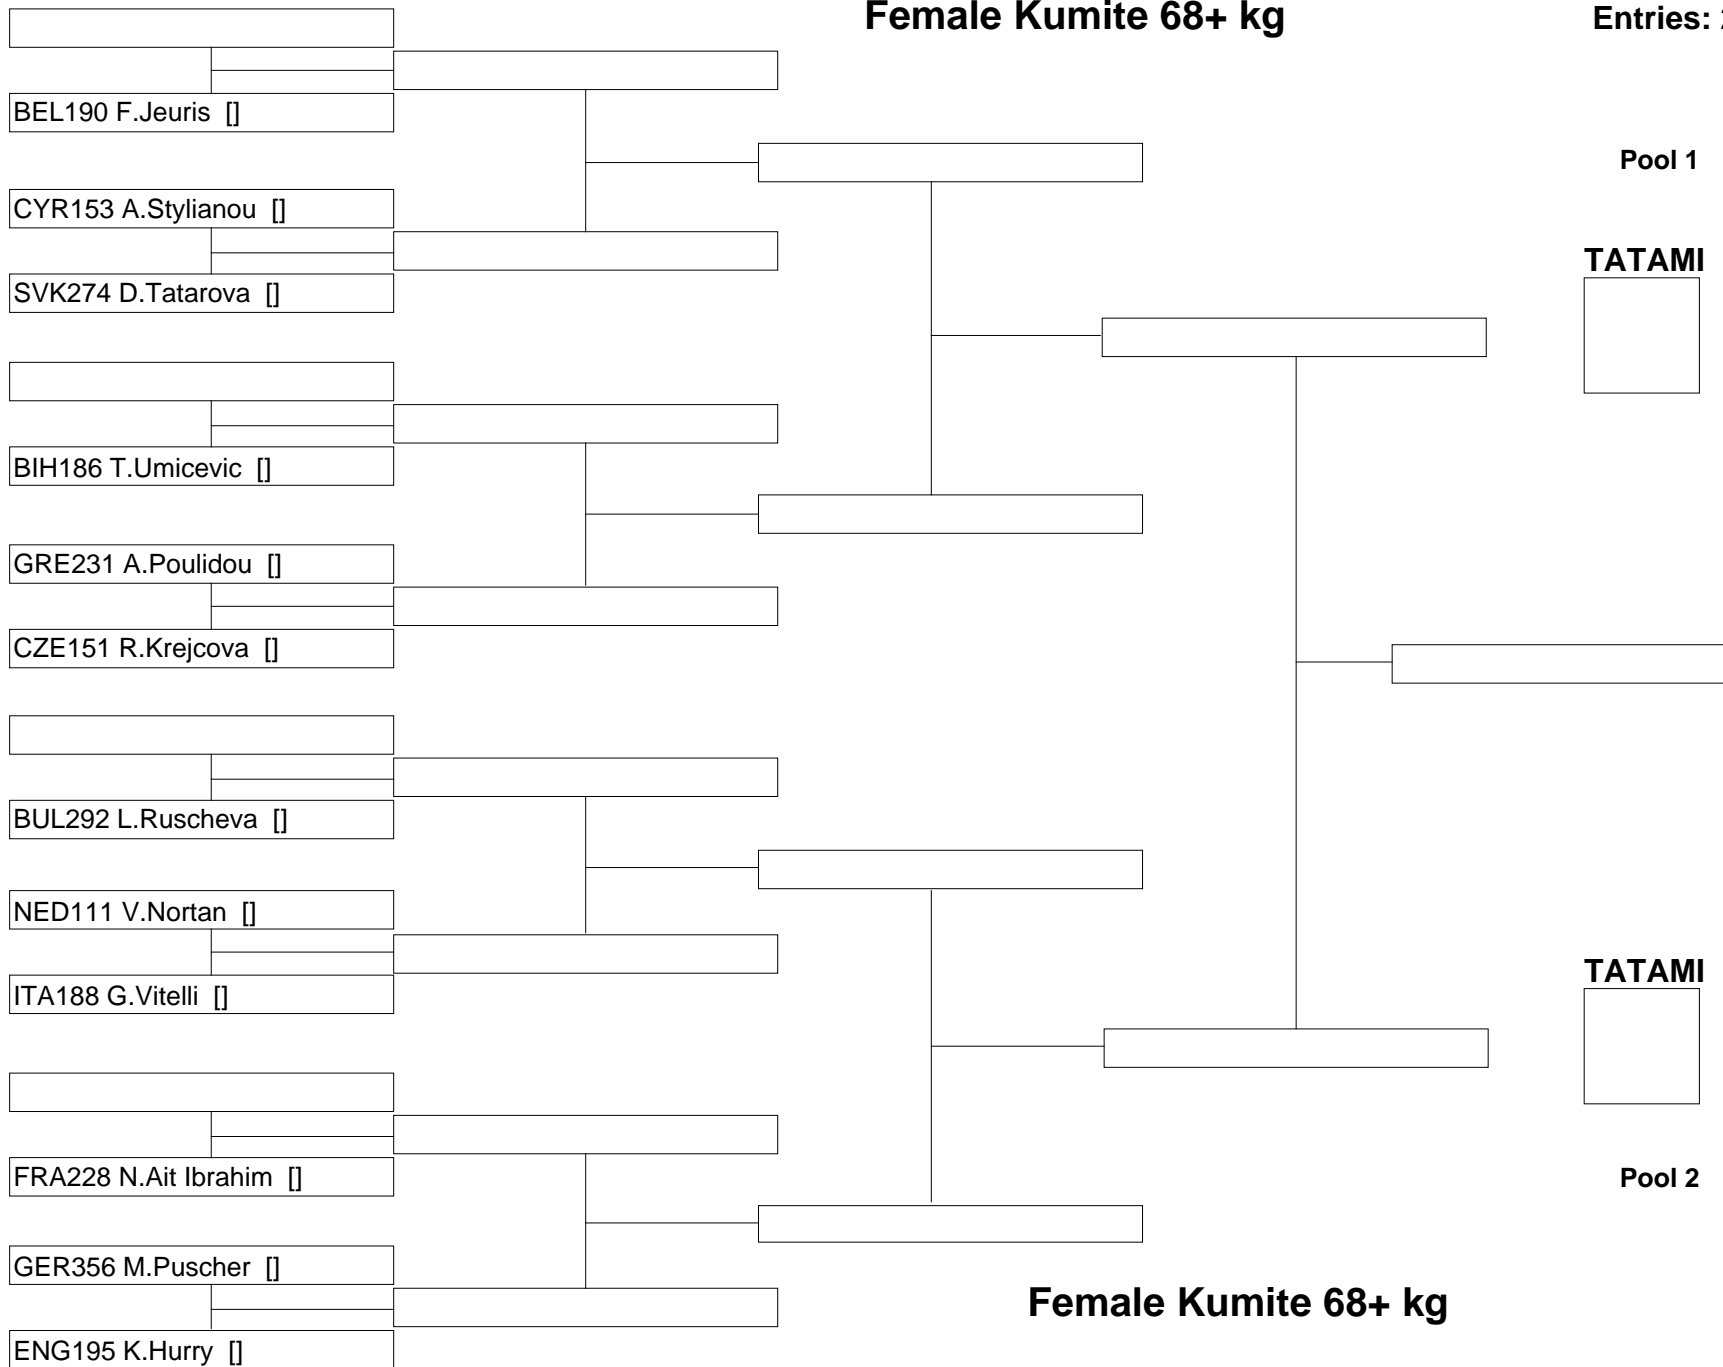 Female Kumite 68+ kg
Entries:
BEL190 F.Jeuris []
Pool 1
CYR153 A.Stylianou []
TATAMI
SVK274 D.Tatarova []
BIH186 T.Umicevic []
GRE231 A.Poulidou []
CZE151 R.Krejcova []
BUL292 L.Ruscheva []
NED111 V.Nortan []
TATAMI
ITA188 G.Vitelli []
FRA228 N.Ait Ibrahim []
Pool 2
GER356 M.Puscher []
Female Kumite 68+ kg
ENG195 K.Hurry []